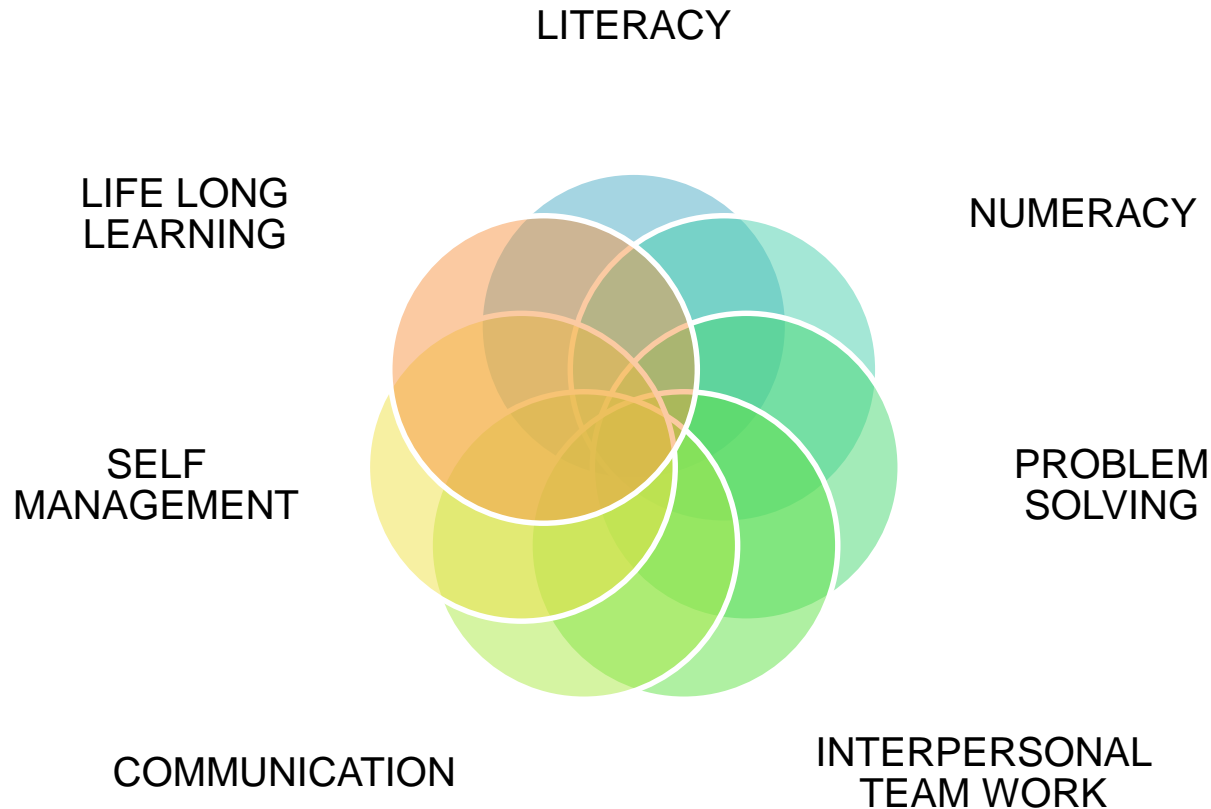 LITERACY
LIFE LONG
LEARNING
NUMERACY
SELF
MANAGEMENT
PROBLEM
SOLVING
COMMUNICATION
INTERPERSONAL
TEAM WORK